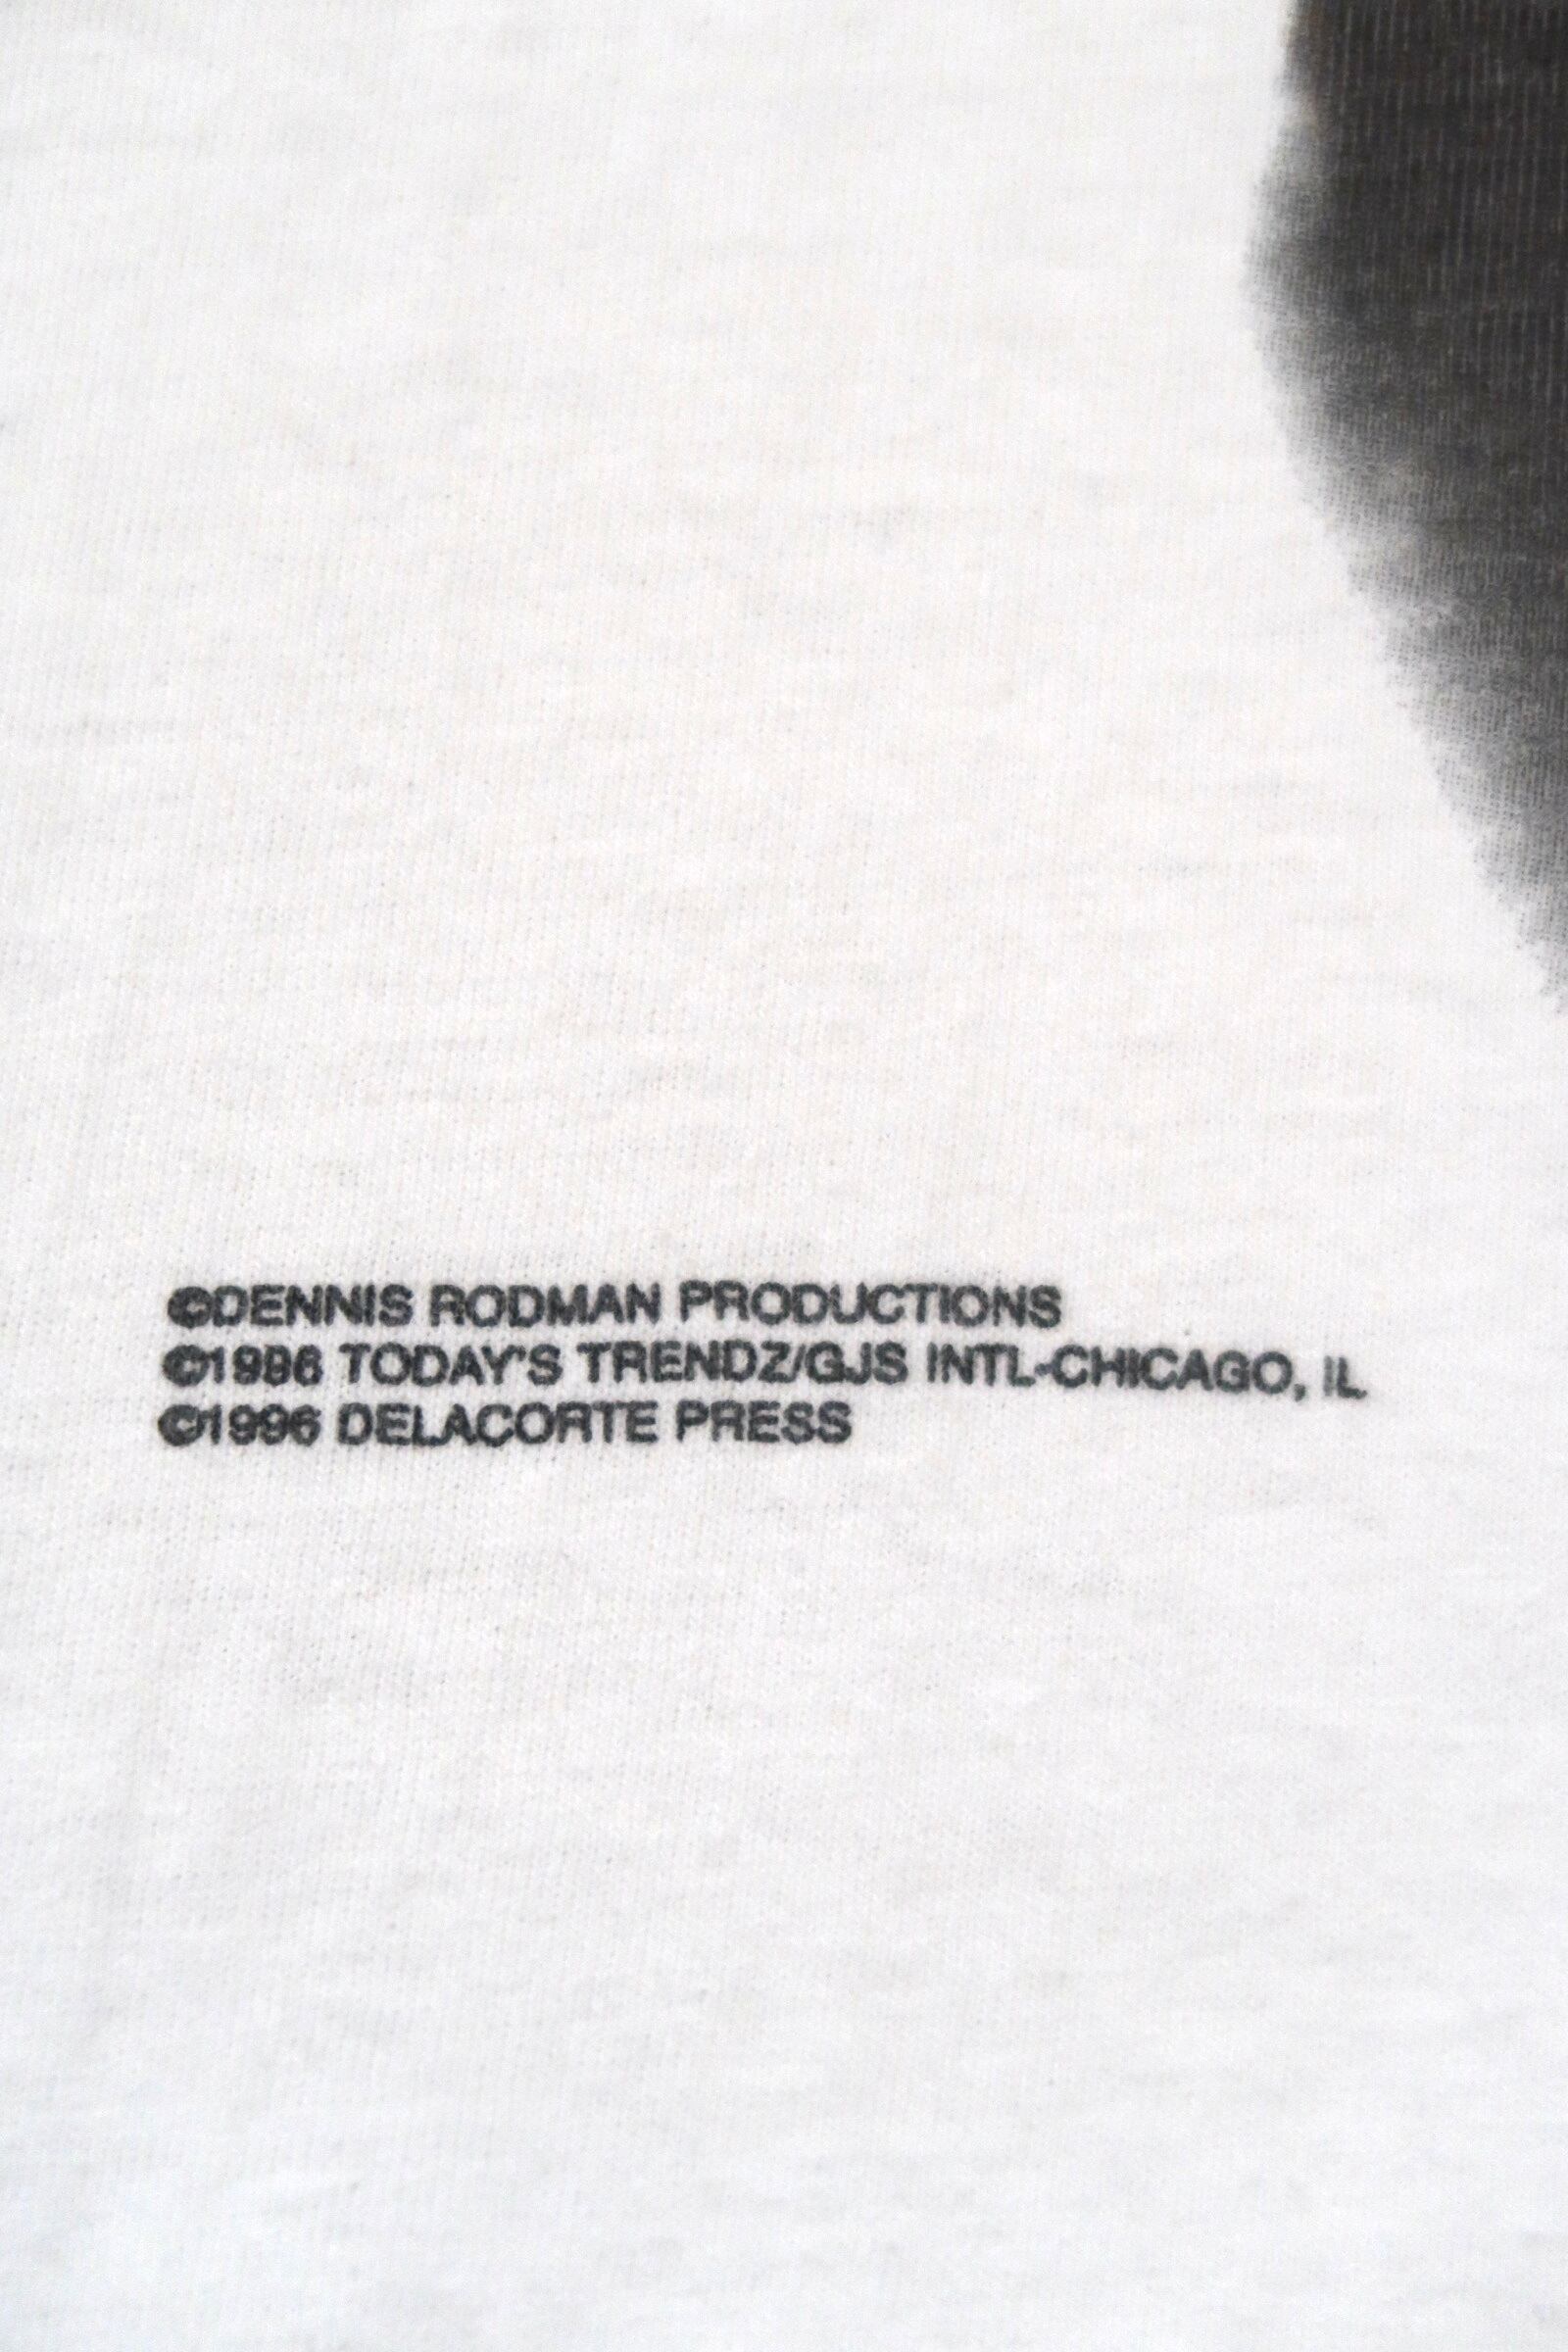 ©DENNIS RODMAN PRODUCTIONS
©1996 TODAY'S TRENDZ/GJS INTL-CHICAGO, IL
©1996 DELACORTE PRESS